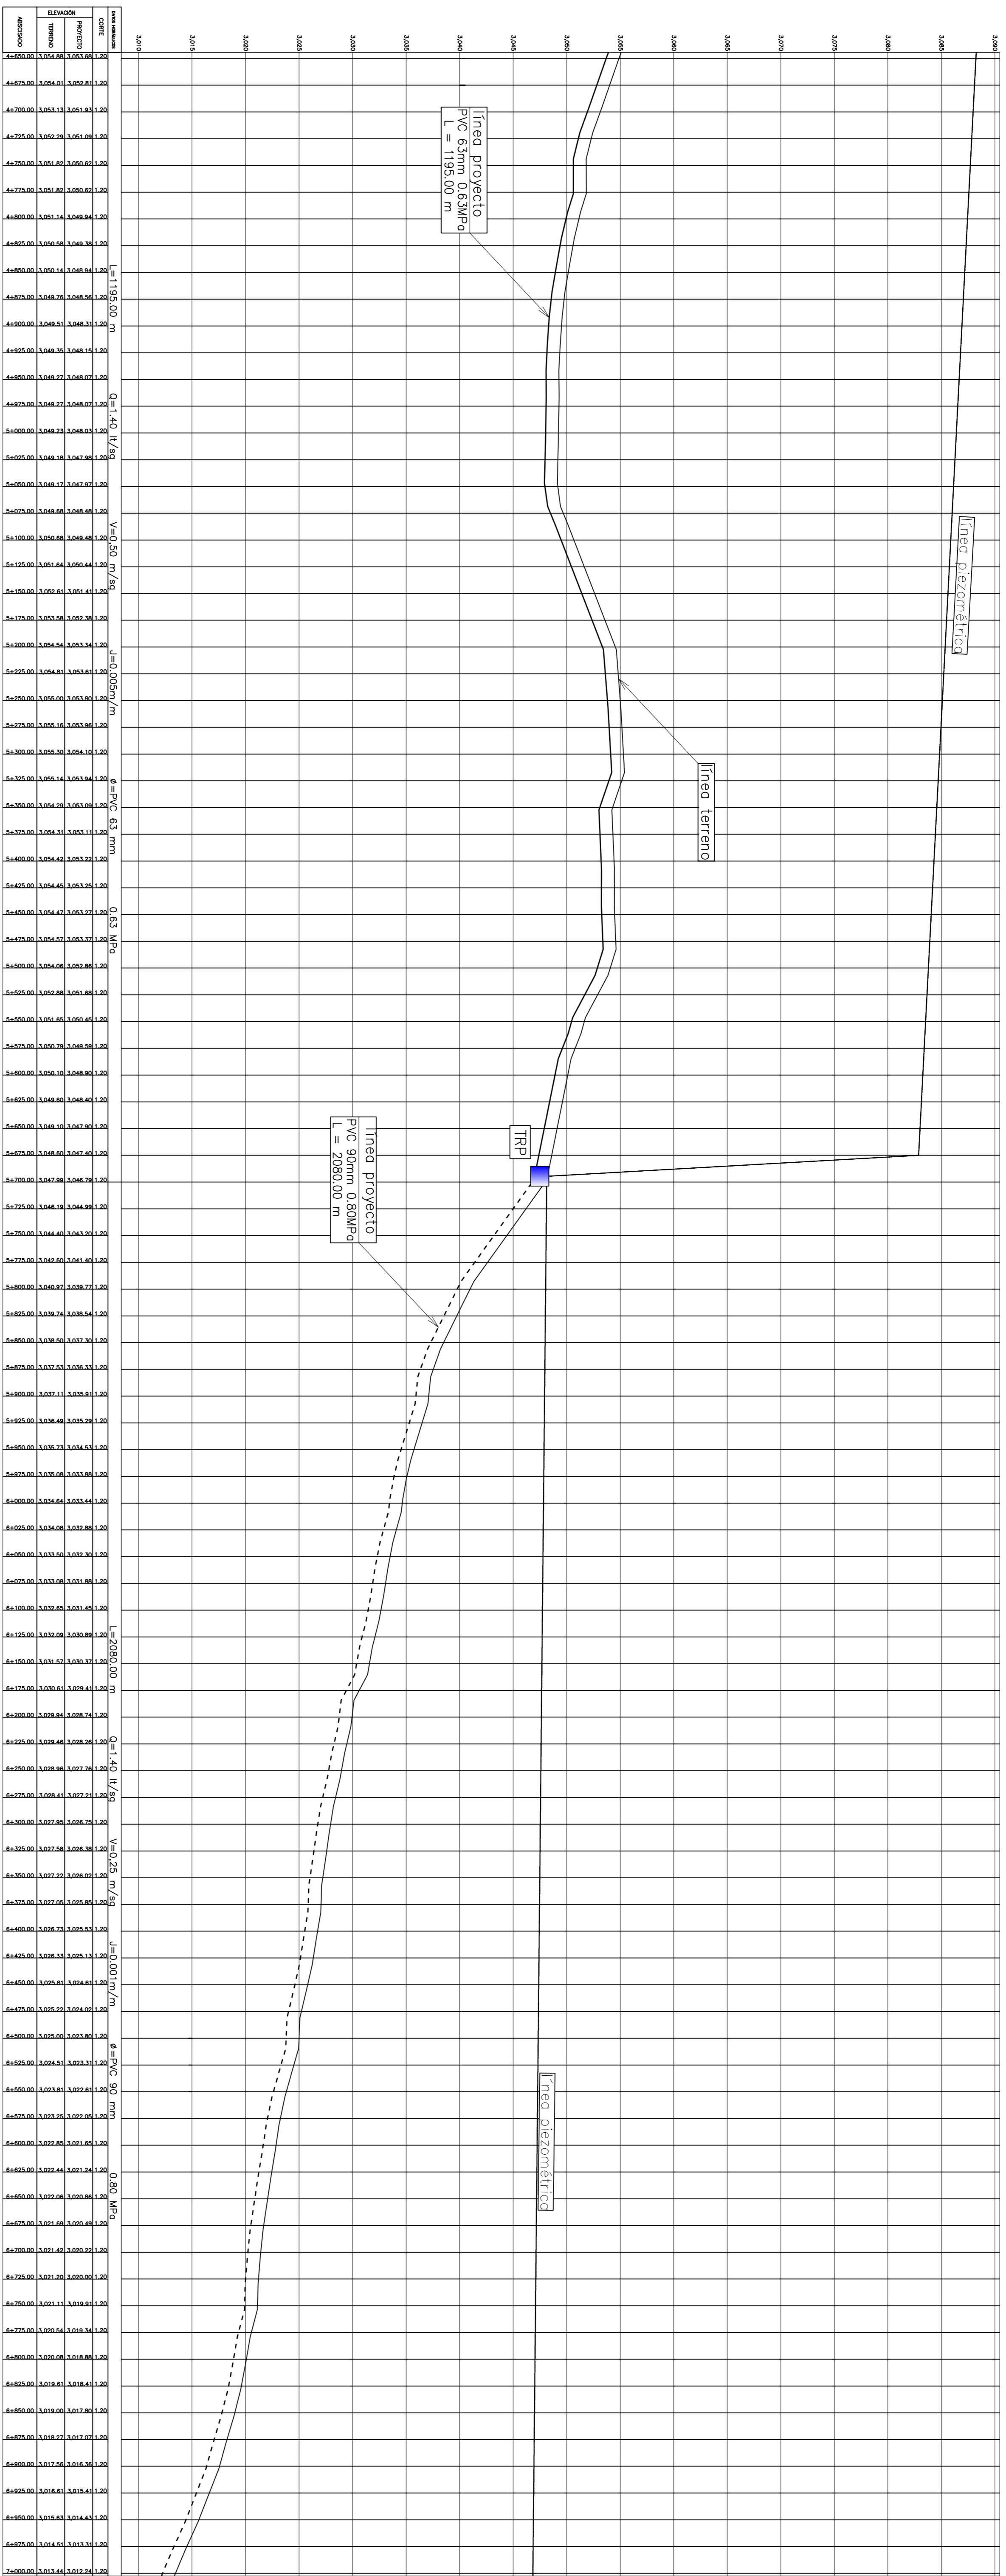 3,010 3,015 3,020 3,025 3,030 3,035 3,040 3,045 3,050 3,055 3,060 3,065 3,070 3,075 3,080 3,085 3,090
línea piezométrica
línea terreno
línea proyecto
PVC 63mm 0.63MPa
L = 1195.00 m
TRP
línea proyecto
PVC 90mm 0.80MPa
L = 2080.00 m
línea piezométrica
DATOS HIDRAULICOS
L=1195.00 m Q=1.40 lt/sg V=0,50 m/sg J=0.005m/m ø=PVC 63 mm 0.63 MPa
L=2080.00 m Q=1.40 lt/sg V=0,25 m/sg J=0.001m/m ø=PVC 90 mm 0.80 MPa
ABSCISADO TERRENO PROYECTO CORTE
ELEVACIÓN
4+650.00 3,054.88 3,053.68 1.20
4+675.00 3,054.01 3,052.81 1.20
4+700.00 3,053.13 3,051.93 1.20
4+725.00 3,052.29 3,051.09 1.20
4+750.00 3,051.82 3,050.62 1.20
4+775.00 3,051.82 3,050.62 1.20
4+800.00 3,051.14 3,049.94 1.20
4+825.00 3,050.58 3,049.38 1.20
4+850.00 3,050.14 3,048.94 1.20
4+875.00 3,049.76 3,048.56 1.20
4+900.00 3,049.51 3,048.31 1.20
4+925.00 3,049.35 3,048.15 1.20
4+950.00 3,049.27 3,048.07 1.20
4+975.00 3,049.27 3,048.07 1.20
5+000.00 3,049.23 3,048.03 1.20
5+025.00 3,049.18 3,047.98 1.20
5+050.00 3,049.17 3,047.97 1.20
5+075.00 3,049.68 3,048.48 1.20
5+100.00 3,050.68 3,049.48 1.20
5+125.00 3,051.64 3,050.44 1.20
5+150.00 3,052.61 3,051.41 1.20
5+175.00 3,053.58 3,052.38 1.20
5+200.00 3,054.54 3,053.34 1.20
5+225.00 3,054.81 3,053.61 1.20
5+250.00 3,055.00 3,053.80 1.20
5+275.00 3,055.16 3,053.96 1.20
5+300.00 3,055.30 3,054.10 1.20
5+325.00 3,055.14 3,053.94 1.20
5+350.00 3,054.29 3,053.09 1.20
5+375.00 3,054.31 3,053.11 1.20
5+400.00 3,054.42 3,053.22 1.20
5+425.00 3,054.45 3,053.25 1.20
5+450.00 3,054.47 3,053.27 1.20
5+475.00 3,054.57 3,053.37 1.20
5+500.00 3,054.06 3,052.86 1.20
5+525.00 3,052.88 3,051.68 1.20
5+550.00 3,051.65 3,050.45 1.20
5+575.00 3,050.79 3,049.59 1.20
5+600.00 3,050.10 3,048.90 1.20
5+625.00 3,049.60 3,048.40 1.20
5+650.00 3,049.10 3,047.90 1.20
5+675.00 3,048.60 3,047.40 1.20
5+700.00 3,047.99 3,046.79 1.20
5+725.00 3,046.19 3,044.99 1.20
5+750.00 3,044.40 3,043.20 1.20
5+775.00 3,042.60 3,041.40 1.20
5+800.00 3,040.97 3,039.77 1.20
5+825.00 3,039.74 3,038.54 1.20
5+850.00 3,038.50 3,037.30 1.20
5+875.00 3,037.53 3,036.33 1.20
5+900.00 3,037.11 3,035.91 1.20
5+925.00 3,036.49 3,035.29 1.20
5+950.00 3,035.73 3,034.53 1.20
5+975.00 3,035.08 3,033.88 1.20
6+000.00 3,034.64 3,033.44 1.20
6+025.00 3,034.08 3,032.88 1.20
6+050.00 3,033.50 3,032.30 1.20
6+075.00 3,033.08 3,031.88 1.20
6+100.00 3,032.65 3,031.45 1.20
6+125.00 3,032.09 3,030.89 1.20
6+150.00 3,031.57 3,030.37 1.20
6+175.00 3,030.61 3,029.41 1.20
6+200.00 3,029.94 3,028.74 1.20
6+225.00 3,029.46 3,028.26 1.20
6+250.00 3,028.96 3,027.76 1.20
6+275.00 3,028.41 3,027.21 1.20
6+300.00 3,027.95 3,026.75 1.20
6+325.00 3,027.58 3,026.38 1.20
6+350.00 3,027.22 3,026.02 1.20
6+375.00 3,027.05 3,025.85 1.20
6+400.00 3,026.73 3,025.53 1.20
6+425.00 3,026.33 3,025.13 1.20
6+450.00 3,025.81 3,024.61 1.20
6+475.00 3,025.22 3,024.02 1.20
6+500.00 3,025.00 3,023.80 1.20
6+525.00 3,024.51 3,023.31 1.20
6+550.00 3,023.81 3,022.61 1.20
6+575.00 3,023.25 3,022.05 1.20
6+600.00 3,022.85 3,021.65 1.20
6+625.00 3,022.44 3,021.24 1.20
6+650.00 3,022.06 3,020.86 1.20
6+675.00 3,021.69 3,020.49 1.20
6+700.00 3,021.42 3,020.22 1.20
6+725.00 3,021.20 3,020.00 1.20
6+750.00 3,021.11 3,019.91 1.20
6+775.00 3,020.54 3,019.34 1.20
6+800.00 3,020.08 3,018.88 1.20
6+825.00 3,019.61 3,018.41 1.20
6+850.00 3,019.00 3,017.80 1.20
6+875.00 3,018.27 3,017.07 1.20
6+900.00 3,017.56 3,016.36 1.20
6+925.00 3,016.61 3,015.41 1.20
6+950.00 3,015.63 3,014.43 1.20
6+975.00 3,014.51 3,013.31 1.20
7+000.00 3,013.44 3,012.24 1.20